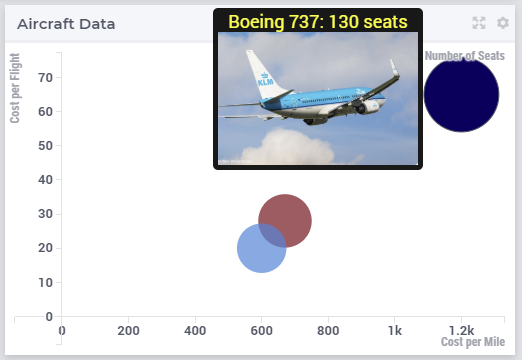 Aircraft Data
Boeing 737: 130 seats
KLM
Number of Seats
Cost per Flight
70
60
50
40
30
20
10
0
0 200 400 600 800 1k 1.2k
Cost per Mile